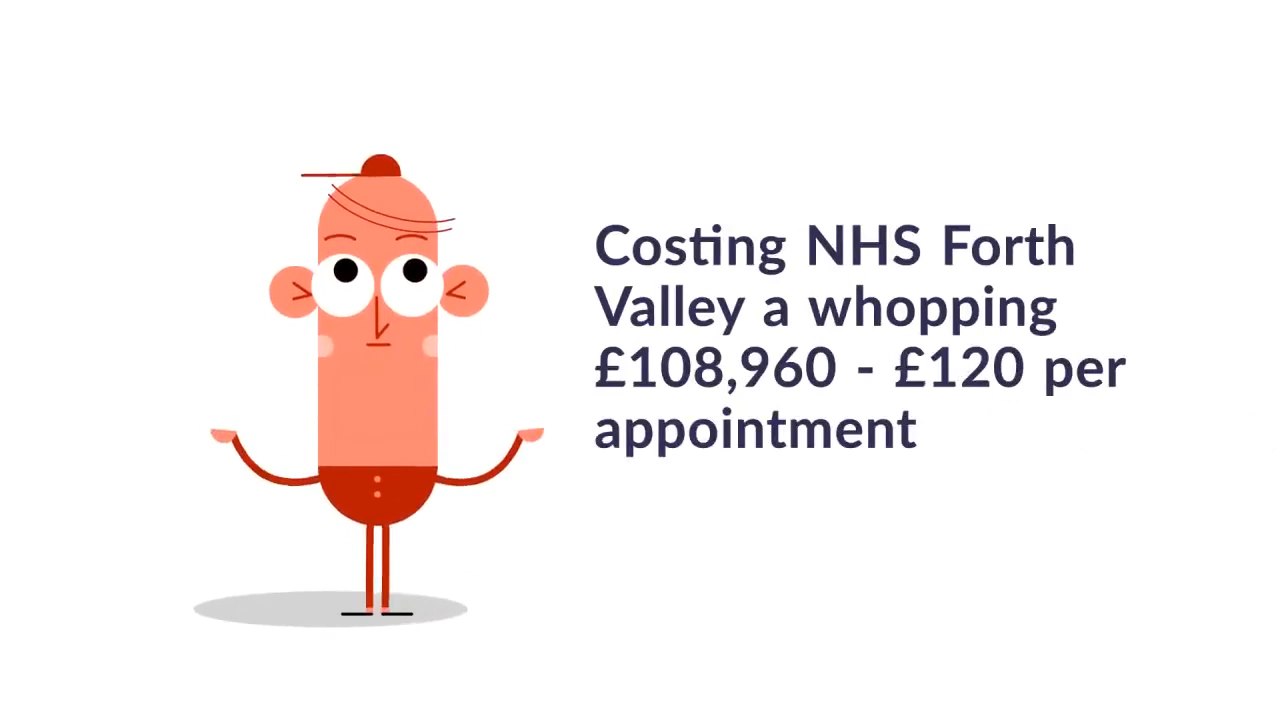 Costing NHS Forth
Valley a whopping
£108,960 - £120 per
appointment